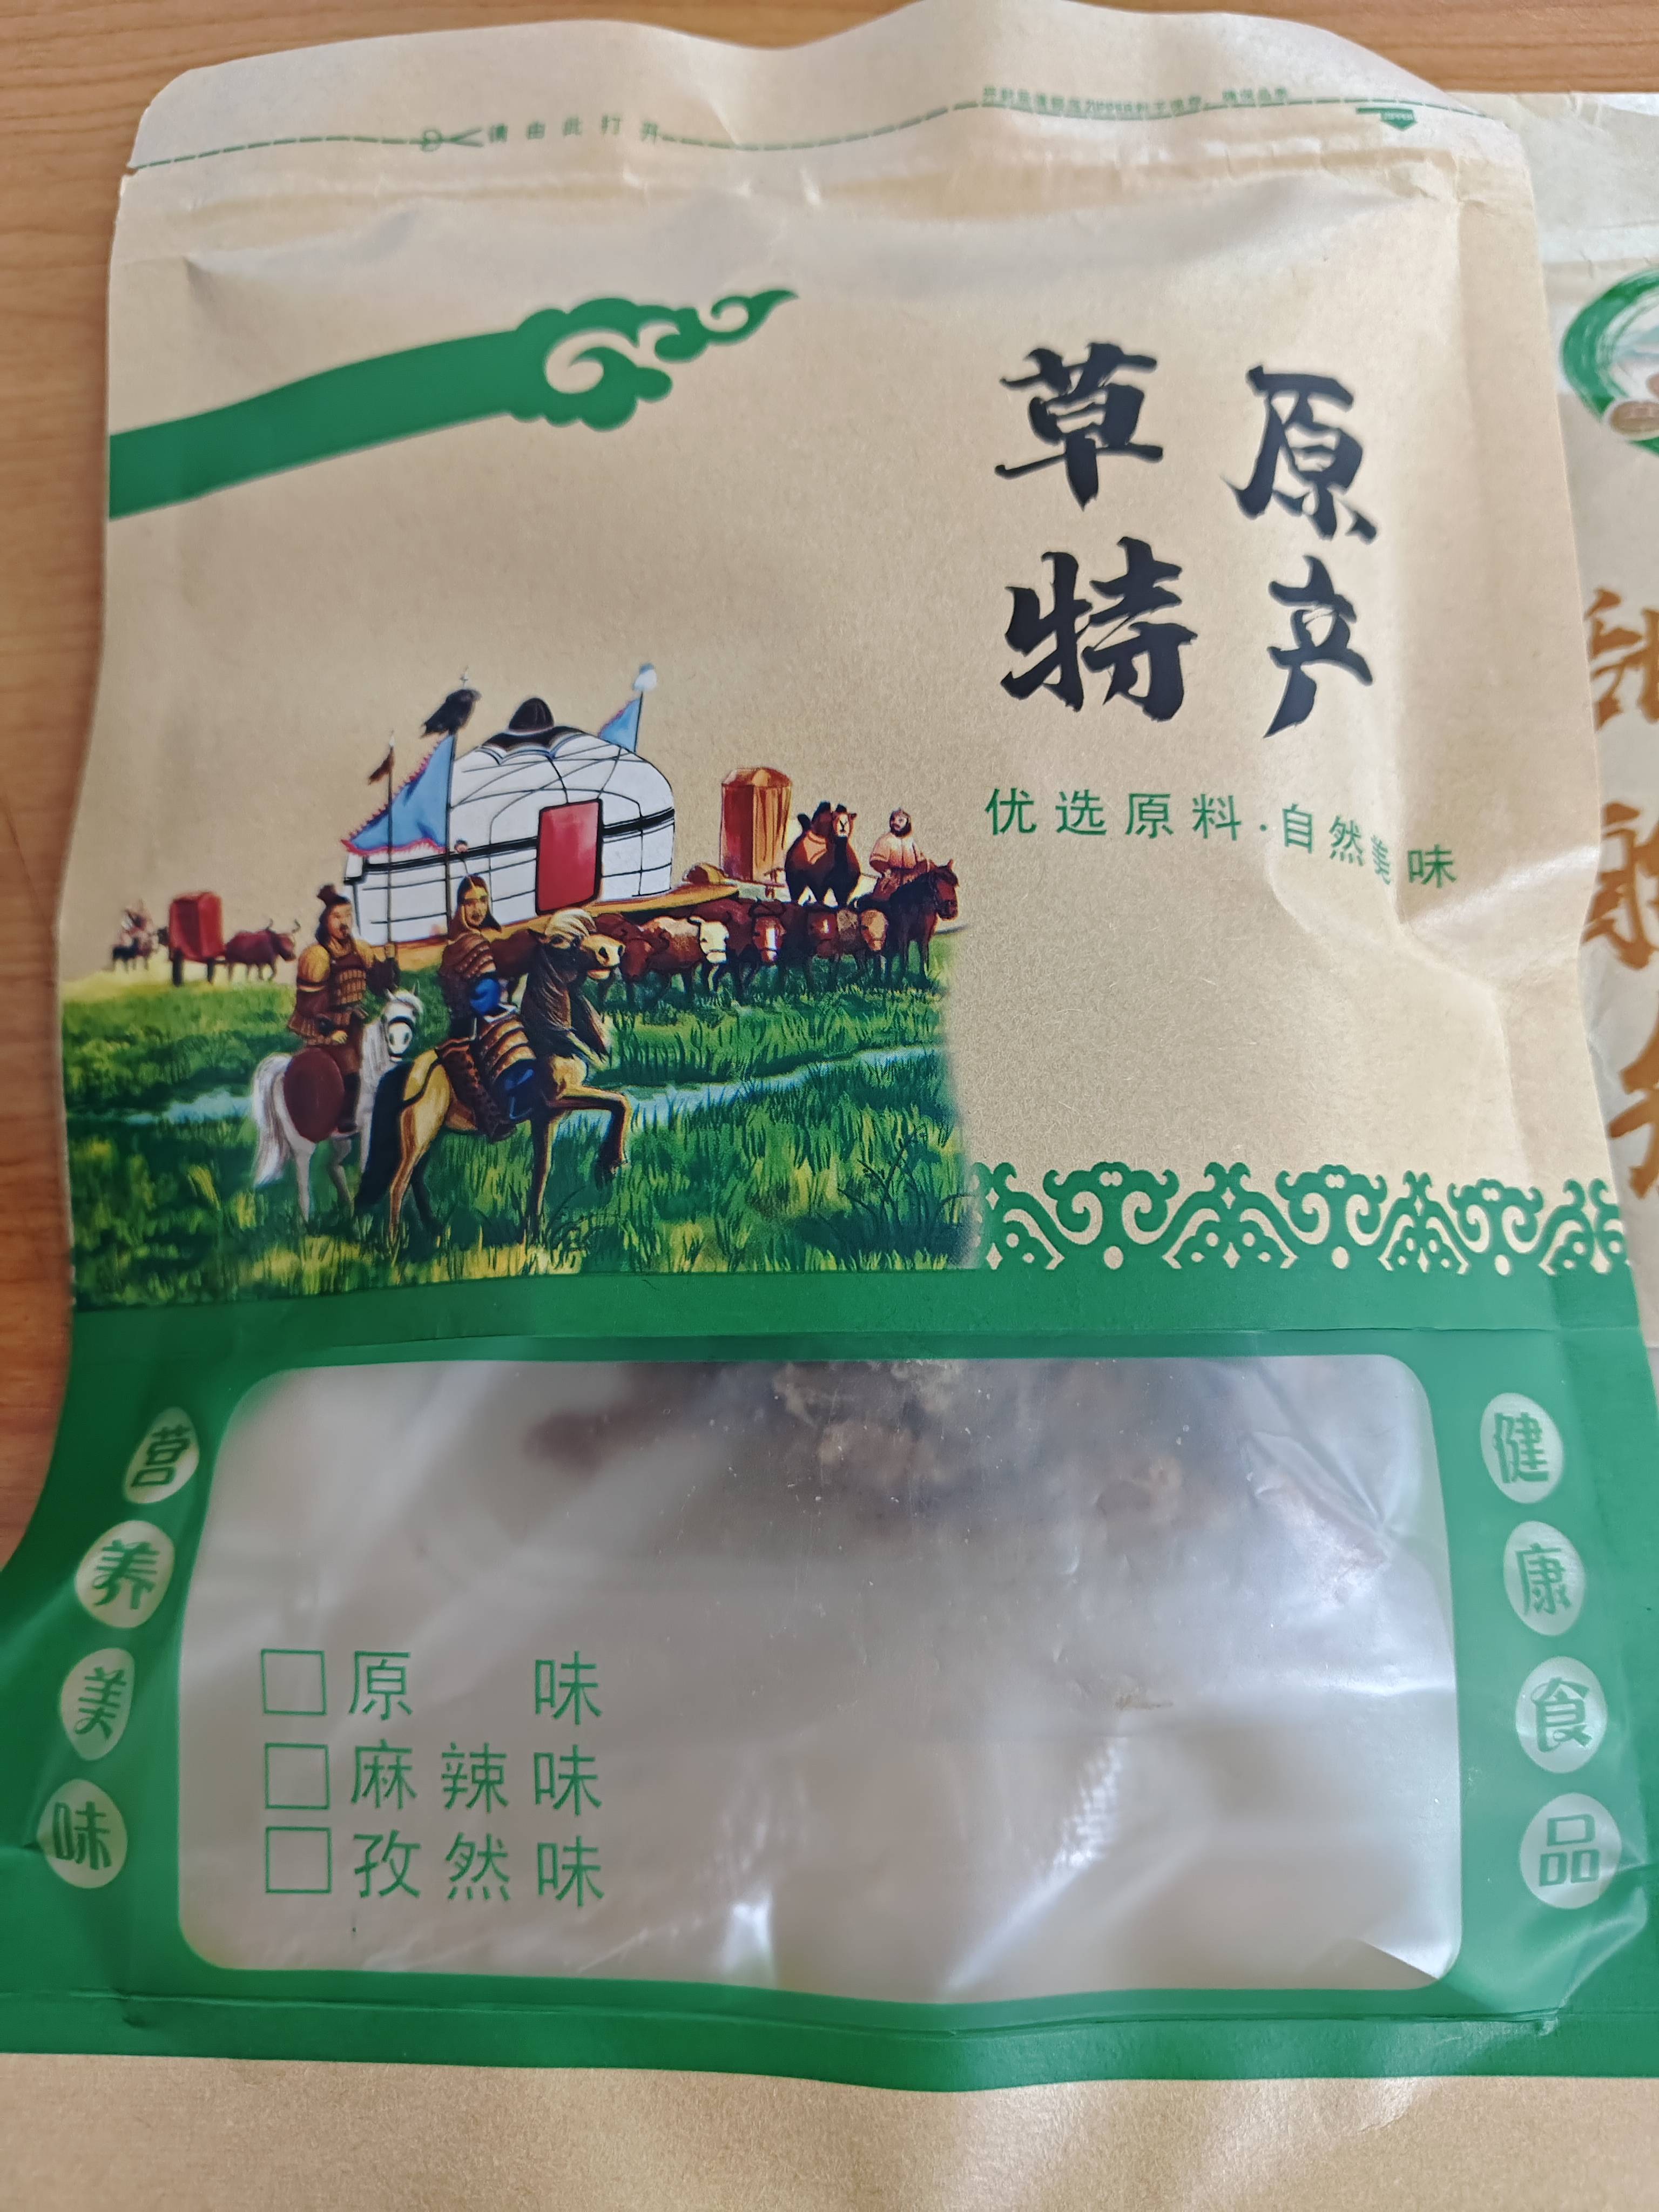 请由此打开
草原
特产
优选原料·自然美味
营养美味
健康食品
□原 味
□麻辣味
□孜然味